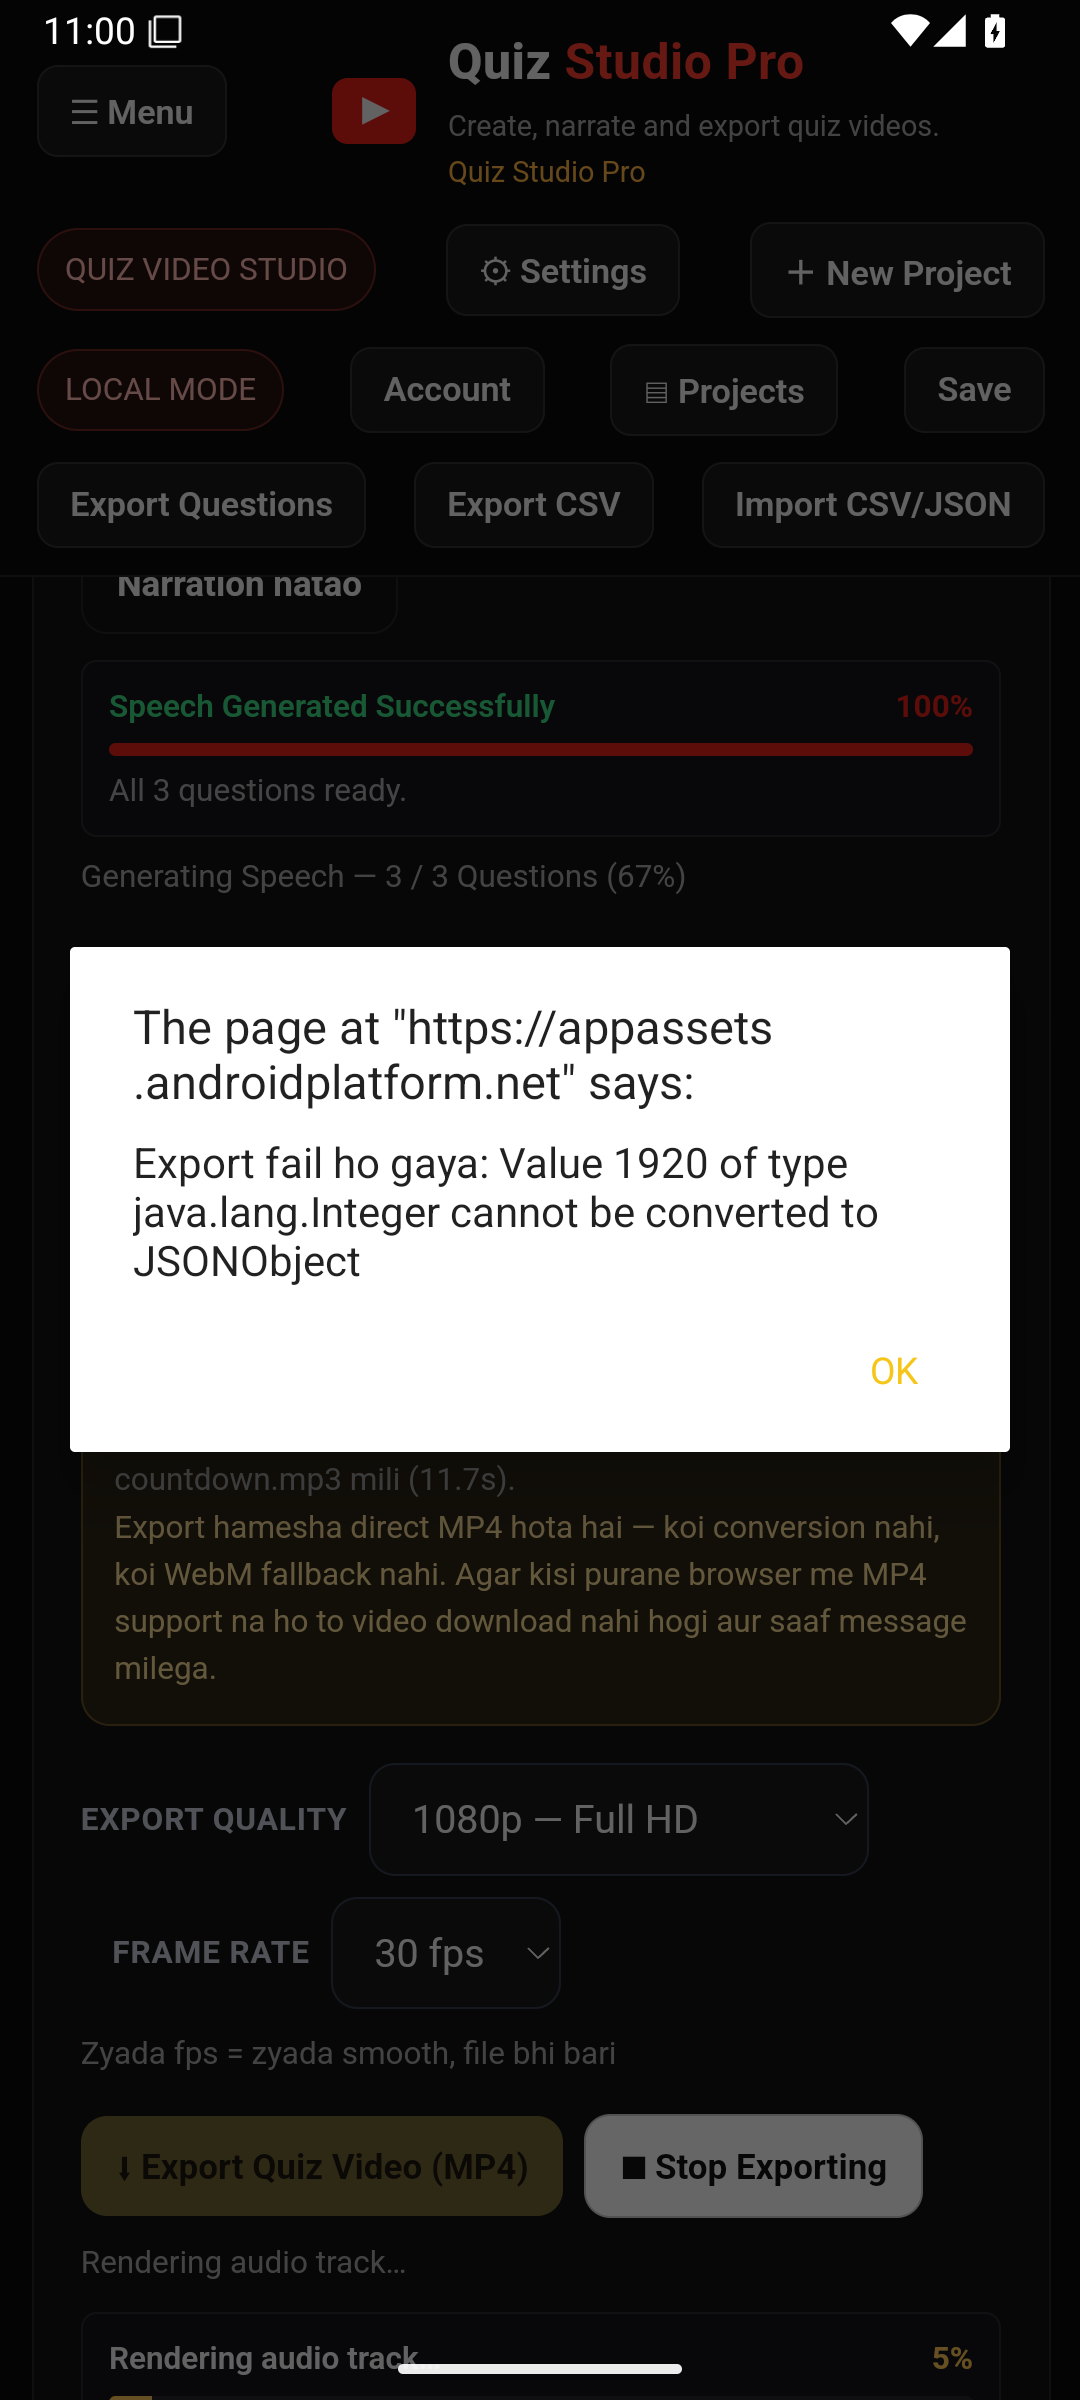 11:00
☰ Menu
Quiz Studio Pro
Create, narrate and export quiz videos.
Quiz Studio Pro
QUIZ VIDEO STUDIO
⚙ Settings
+ New Project
LOCAL MODE
Account
▤ Projects
Save
Export Questions
Export CSV
Import CSV/JSON
Narration hatao
Speech Generated Successfully
100%
All 3 questions ready.
Generating Speech — 3 / 3 Questions (67%)
The page at "https://appassets
.androidplatform.net" says:
Export fail ho gaya: Value 1920 of type
java.lang.Integer cannot be converted to
JSONObject
OK
countdown.mp3 mili (11.7s).
Export hamesha direct MP4 hota hai — koi conversion nahi,
koi WebM fallback nahi. Agar kisi purane browser me MP4
support na ho to video download nahi hogi aur saaf message
milega.
EXPORT QUALITY
1080p — Full HD
FRAME RATE
30 fps
Zyada fps = zyada smooth, file bhi bari
⬇ Export Quiz Video (MP4)
■ Stop Exporting
Rendering audio track…
Rendering audio track…
5%